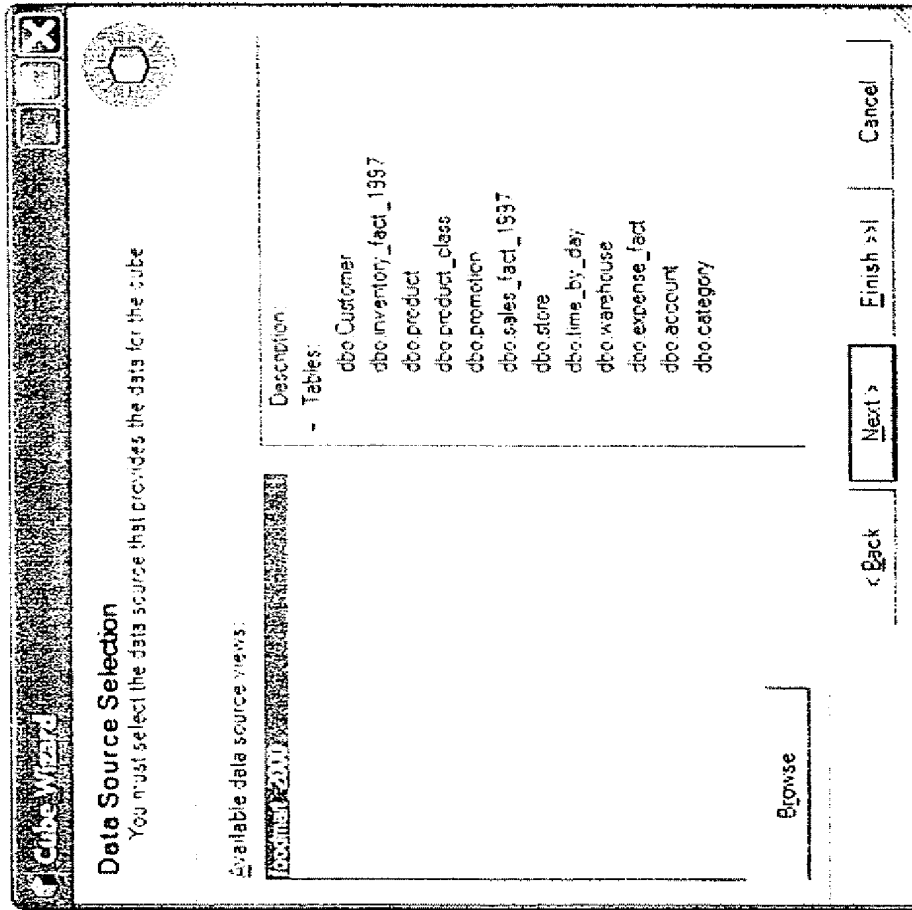 Cube Wizard
Data Source Selection
You must select the data source that provides the data for the cube
Available data source views:
foodmart 2000
Browse
Description:
- Tables:
dbo.Customer
dbo.inventory_fact_1997
dbo.product
dbo.product_class
dbo.promotion
dbo.sales_fact_1997
dbo.store
dbo.time_by_day
dbo.warehouse
dbo.expense_fact
dbo.account
dbo.category
< Back
Next >
Finish >>|
Cancel